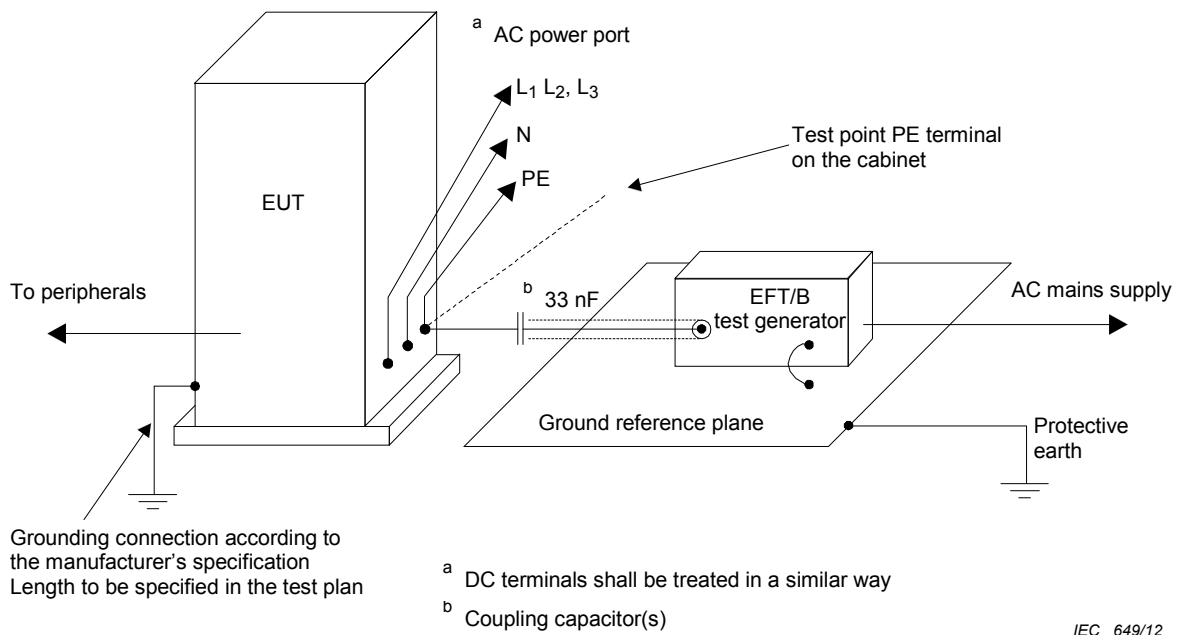 a AC power port
L1 L2, L3
N
PE
Test point PE terminal
on the cabinet
EUT
To peripherals
b 33 nF
EFT/B
test generator
AC mains supply
Ground reference plane
Protective
earth
Grounding connection according to
the manufacturer's specification
Length to be specified in the test plan
a DC terminals shall be treated in a similar way
b Coupling capacitor(s)
IEC 649/12